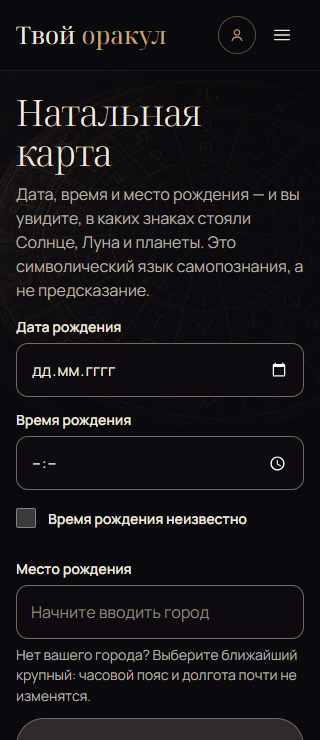 Твой оракул
Натальная
карта
Дата, время и место рождения — и вы
увидите, в каких знаках стояли
Солнце, Луна и планеты. Это
символический язык самопознания, а
не предсказание.
Дата рождения
дд.мм.гггг
Время рождения
--:--
Время рождения неизвестно
Место рождения
Начните вводить город
Нет вашего города? Выберите ближайший
крупный: часовой пояс и долгота почти не
изменятся.